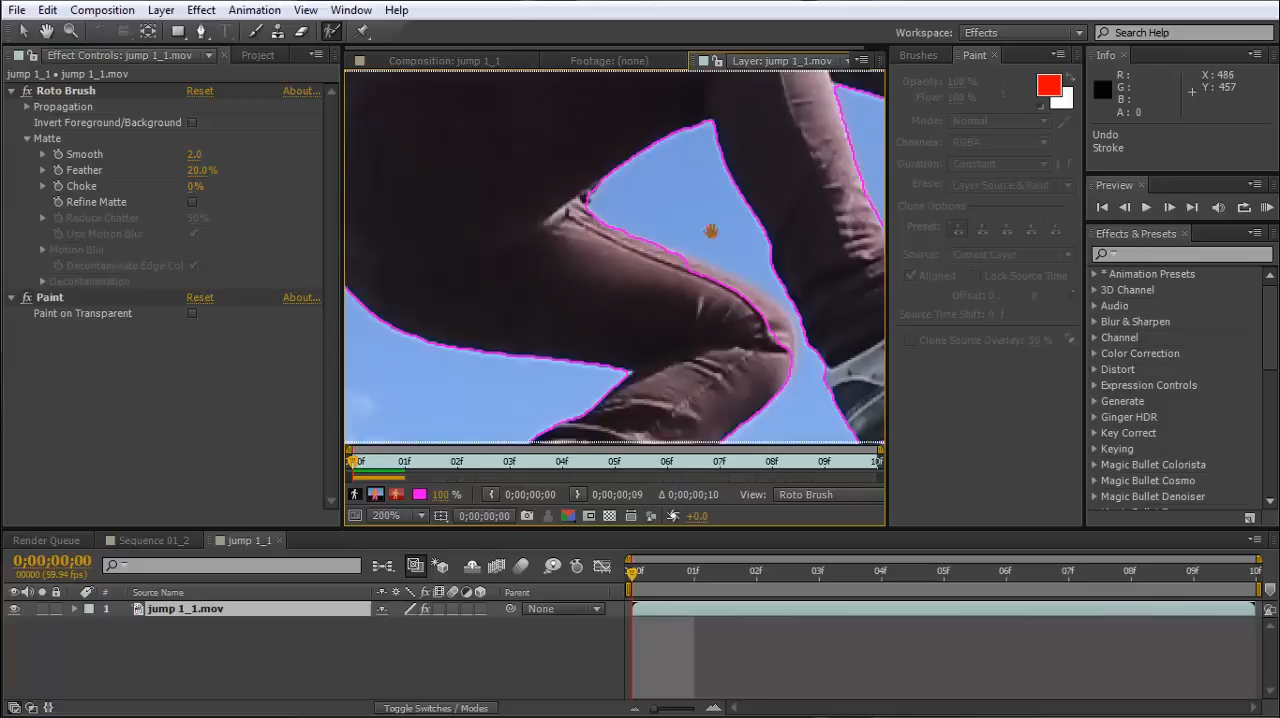 File Edit Composition Layer Effect Animation View Window Help
Workspace: Effects Search Help
Effect Controls: jump 1_1.mov Project Composition: jump 1_1 Footage: (none) Layer: jump 1_1.mov Brushes Paint Info
jump 1_1 • jump 1_1.mov
fx Roto Brush Reset About...
Propagation
Invert Foreground/Background
Matte
Smooth 2.0
Feather 20.0%
Choke 0%
Refine Matte
Reduce Chatter 50%
Use Motion Blur
Motion Blur
Decontaminate Edge Col
Decontamination
fx Paint Reset About...
Paint on Transparent
Opacity: 100 %
Flow: 100 %
Mode: Normal
Channels: RGBA
Duration: Constant 1 f
Erase: Layer Source & Paint
Clone Options
Preset:
Source: Current Layer
Aligned Lock Source Time
Offset: 0 , 0
Source Time Shift: 0 f
Clone Source Overlay: 50 %
R: X: 486
G: Y: 457
B:
A: 0
Undo
Stroke
Preview
Effects & Presets
* Animation Presets
3D Channel
Audio
Blur & Sharpen
Channel
Color Correction
Distort
Expression Controls
Generate
Ginger HDR
Key Correct
Keying
Magic Bullet Colorista
Magic Bullet Cosmo
Magic Bullet Denoiser
01f 02f 03f 04f 05f 06f 07f 08f 09f
100 % 0;00;00;00 0;00;00;09 Δ 0;00;00;10 View: Roto Brush
200% 0;00;00;00 +0.0
Render Queue Sequence 01_2 jump 1_1
0;00;00;00
00000 (59.94 fps)
01f 02f 03f 04f 05f 06f 07f 08f 09f 10f
# Source Name fx Parent
1 jump 1_1.mov fx None
Toggle Switches / Modes